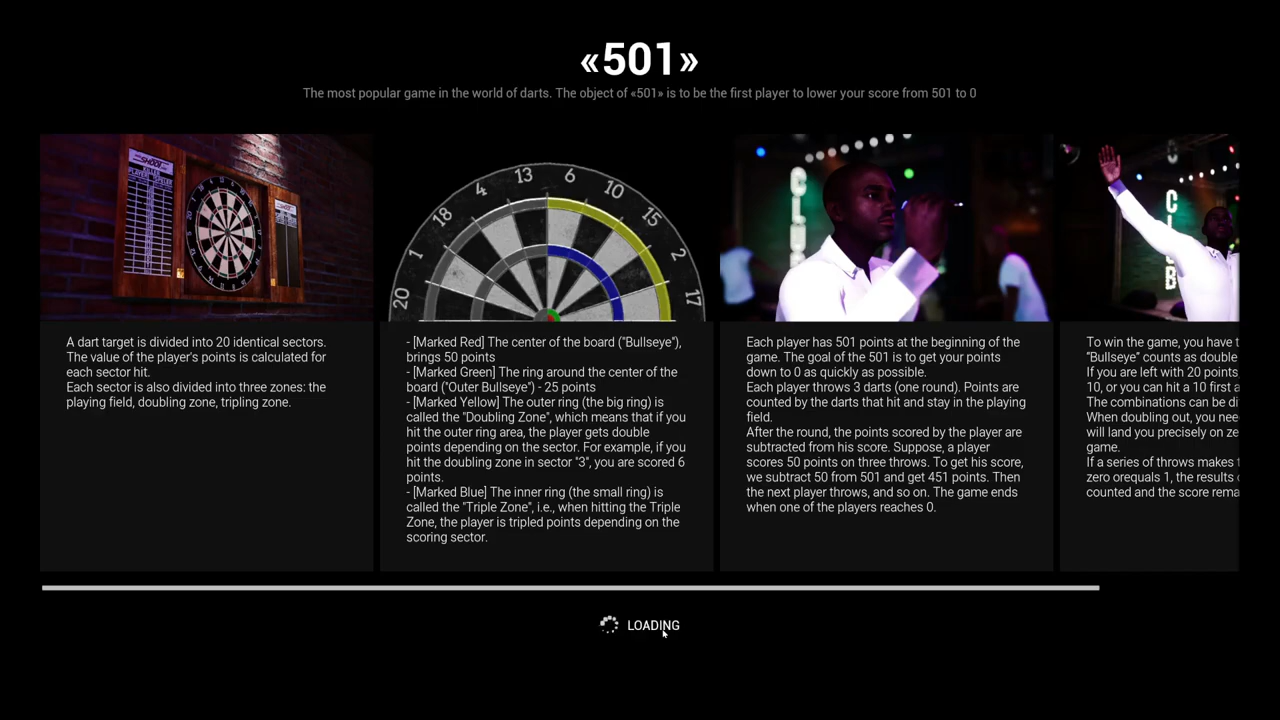 «501»
The most popular game in the world of darts. The object of «501» is to be the first player to lower your score from 501 to 0
SHOOT
13
6
4
10
18
15
1
2
20
17
CLUB
A dart target is divided into 20 identical sectors.
The value of the player's points is calculated for
each sector hit.
Each sector is also divided into three zones: the
playing field, doubling zone, tripling zone.
- [Marked Red] The center of the board ("Bullseye"),
brings 50 points
- [Marked Green] The ring around the center of the
board ("Outer Bullseye") - 25 points
- [Marked Yellow] The outer ring (the big ring) is
called the "Doubling Zone", which means that if you
hit the outer ring area, the player gets double
points depending on the sector. For example, if you
hit the doubling zone in sector "3", you are scored 6
points.
- [Marked Blue] The inner ring (the small ring) is
called the "Triple Zone", i.e., when hitting the Triple
Zone, the player is tripled points depending on the
scoring sector.
Each player has 501 points at the beginning of the
game. The goal of the 501 is to get your points
down to 0 as quickly as possible.
Each player throws 3 darts (one round). Points are
counted by the darts that hit and stay in the playing
field.
After the round, the points scored by the player are
subtracted from his score. Suppose, a player
scores 50 points on three throws. To get his score,
we subtract 50 from 501 and get 451 points. Then
the next player throws, and so on. The game ends
when one of the players reaches 0.
To win the game, you have t
"Bullseye" counts as double
If you are left with 20 points
10, or you can hit a 10 first a
The combinations can be di
When doubling out, you nee
will land you precisely on ze
game.
If a series of throws makes
zero orequals 1, the results
counted and the score rema
LOADING